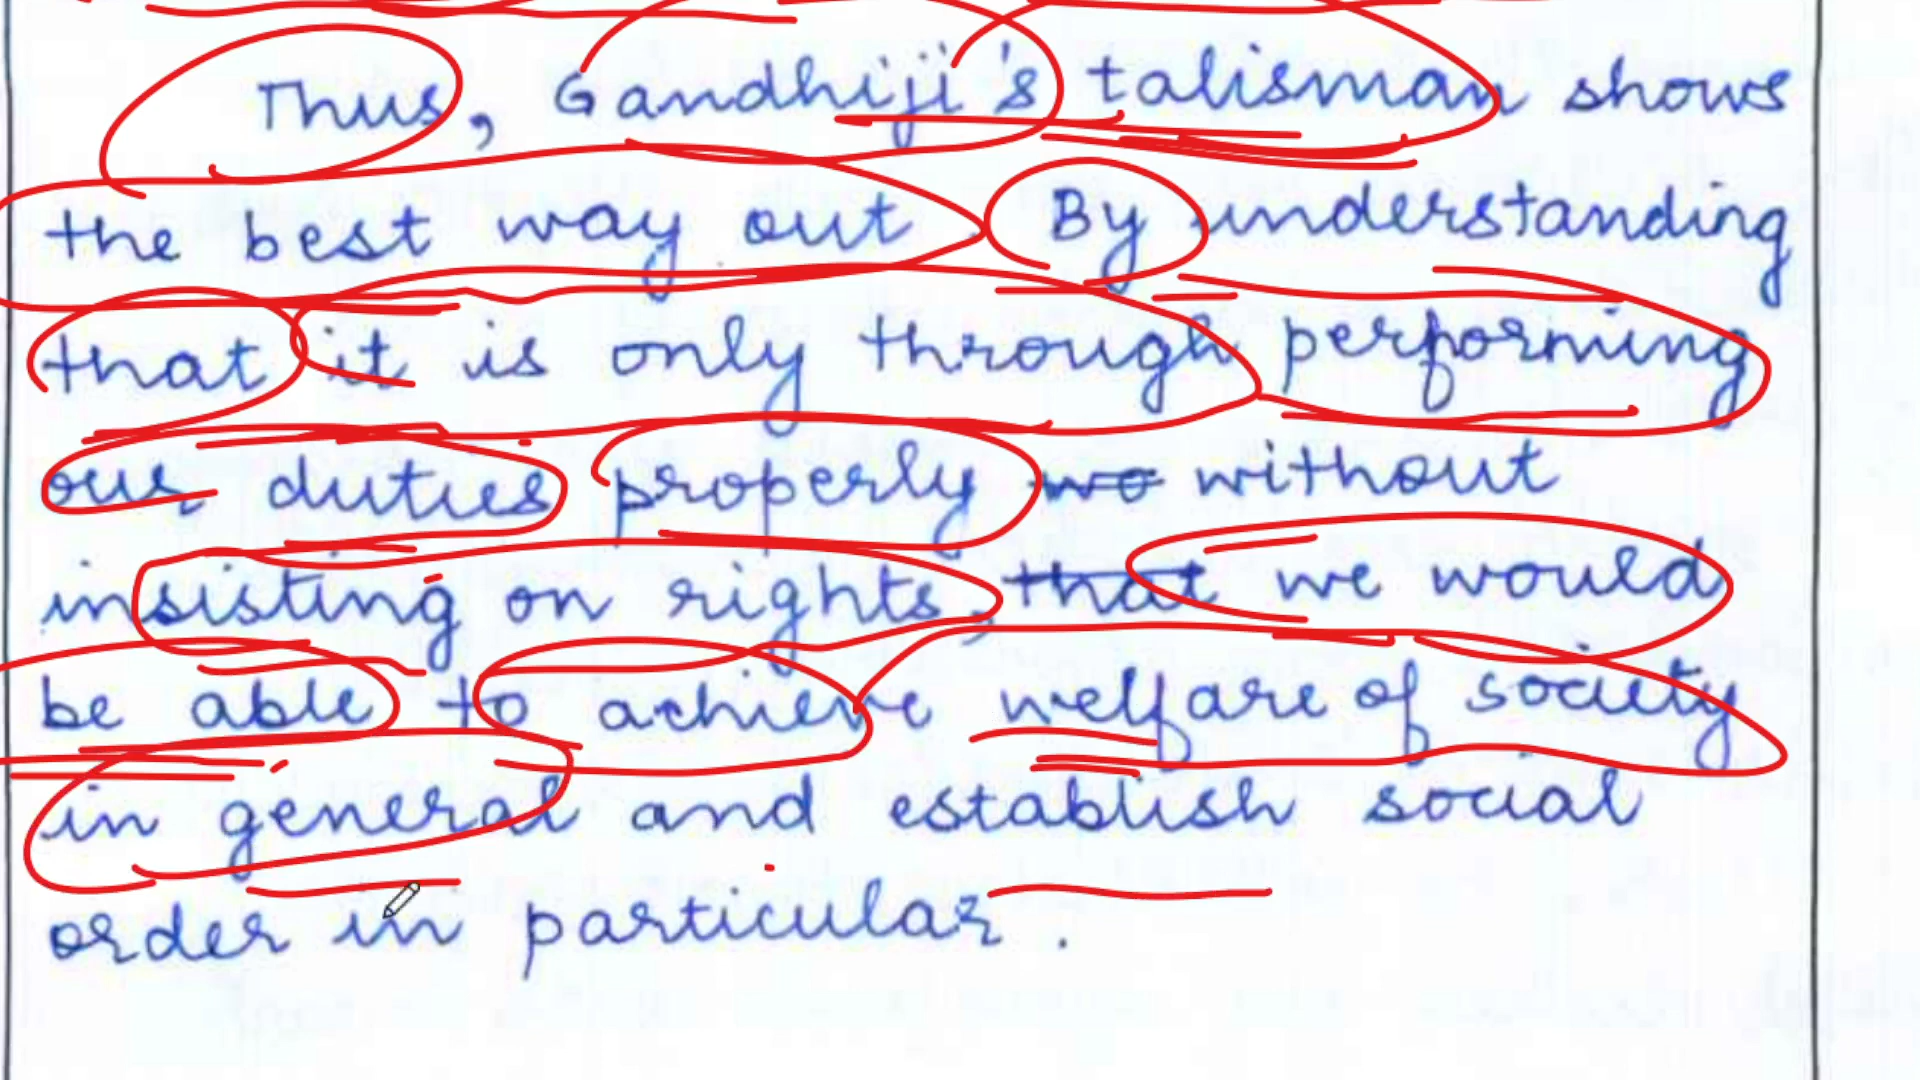 Thus, Gandhiji's talisman shows
the best way out. By understanding
that it is only through performing
our duties properly wo without
insisting on rights, that we would
be able to achieve welfare of society
in general and establish social
order in particular.